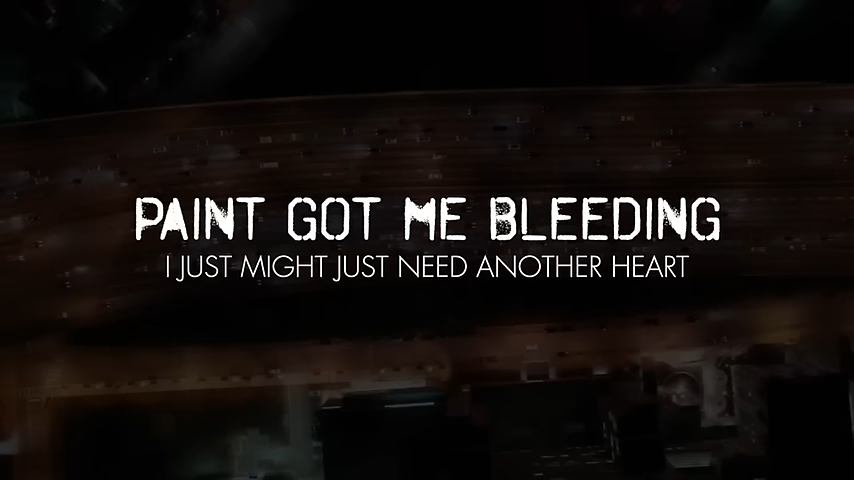 PAINT GOT ME BLEEDING
I JUST MIGHT JUST NEED ANOTHER HEART